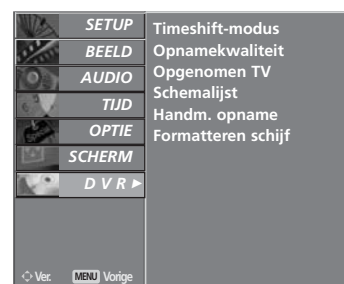 SETUP
BEELD
AUDIO
TIJD
OPTIE
SCHERM
D V R ►
Timeshift-modus
Opnamekwaliteit
Opgenomen TV
Schemalijst
Handm. opname
Formatteren schijf
Ver. MENU Vorige